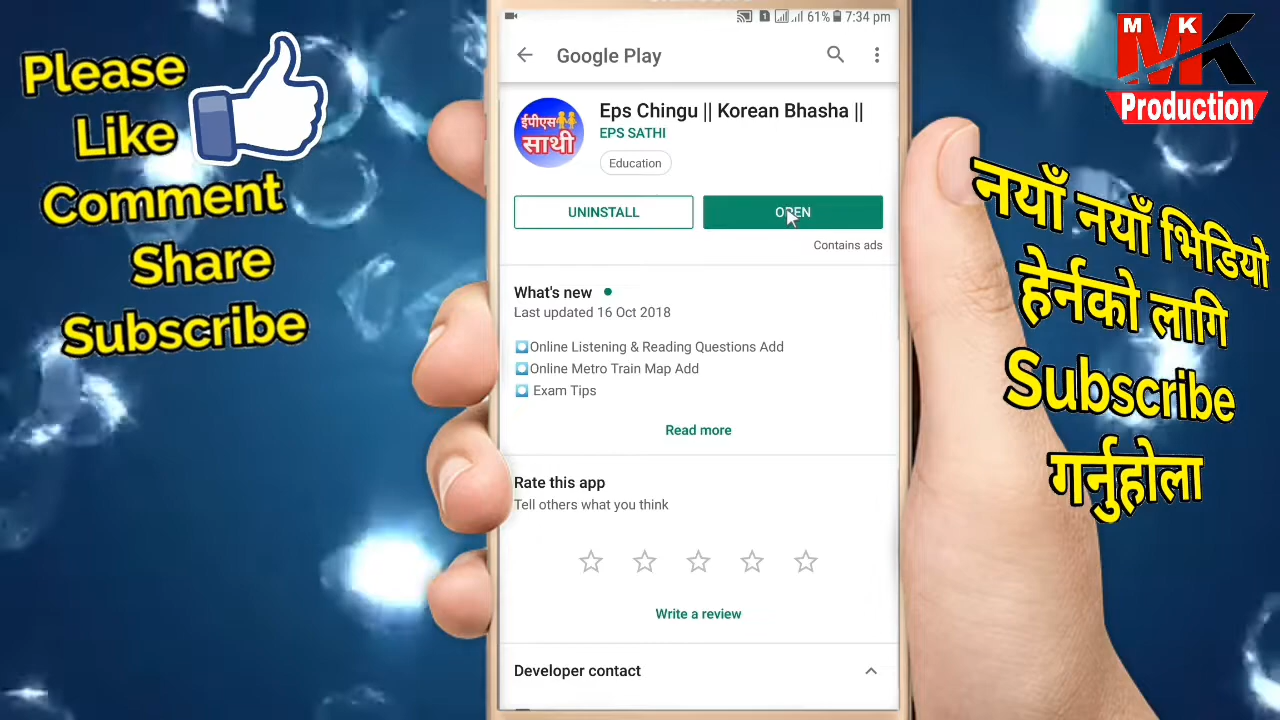 Please
Like
Comment
Share
Subscribe
1 61% 7:34 pm
Google Play
ईपीएस
साथी
Eps Chingu || Korean Bhasha ||
EPS SATHI
Education
UNINSTALL
OPEN
Contains ads
What's new
Last updated 16 Oct 2018
Online Listening & Reading Questions Add
Online Metro Train Map Add
Exam Tips
Read more
Rate this app
Tell others what you think
Write a review
Developer contact
M K
MK
Production
नयाँ नयाँ भिडियो
हेर्नको लागि
Subscribe
गर्नुहोला